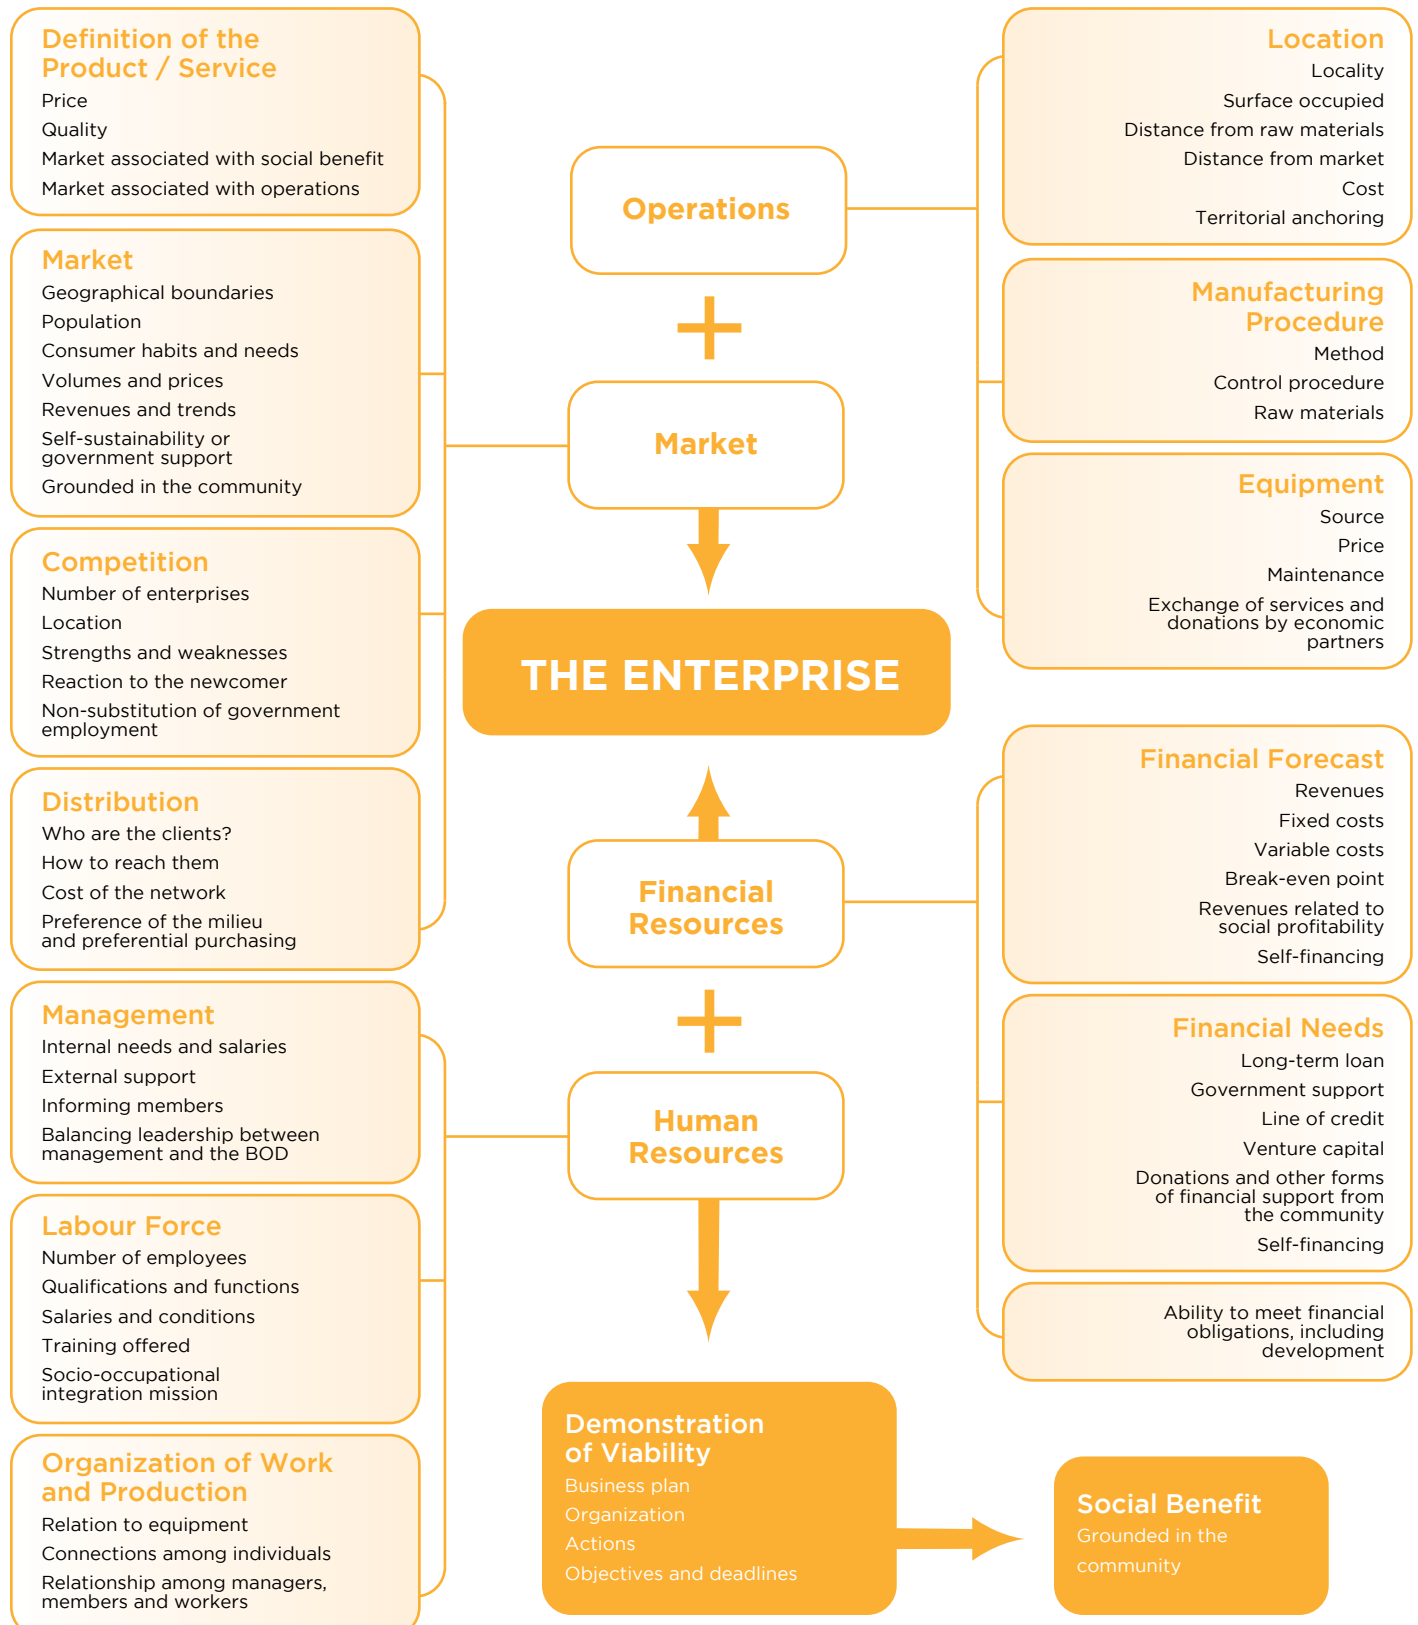 Definition of the
Product / Service
Price
Quality
Market associated with social benefit
Market associated with operations
Market
Geographical boundaries
Population
Consumer habits and needs
Volumes and prices
Revenues and trends
Self-sustainability or
government support
Grounded in the community
Competition
Number of enterprises
Location
Strengths and weaknesses
Reaction to the newcomer
Non-substitution of government
employment
Distribution
Who are the clients?
How to reach them
Cost of the network
Preference of the milieu
and preferential purchasing
Management
Internal needs and salaries
External support
Informing members
Balancing leadership between
management and the BOD
Labour Force
Number of employees
Qualifications and functions
Salaries and conditions
Training offered
Socio-occupational
integration mission
Organization of Work
and Production
Relation to equipment
Connections among individuals
Relationship among managers,
members and workers
Operations
+
Market
THE ENTERPRISE
Financial
Resources
+
Human
Resources
Demonstration
of Viability
Business plan
Organization
Actions
Objectives and deadlines
Location
Locality
Surface occupied
Distance from raw materials
Distance from market
Cost
Territorial anchoring
Manufacturing
Procedure
Method
Control procedure
Raw materials
Equipment
Source
Price
Maintenance
Exchange of services and
donations by economic
partners
Financial Forecast
Revenues
Fixed costs
Variable costs
Break-even point
Revenues related to
social profitability
Self-financing
Financial Needs
Long-term loan
Government support
Line of credit
Venture capital
Donations and other forms
of financial support from
the community
Self-financing
Ability to meet financial
obligations, including
development
Social Benefit
Grounded in the
community